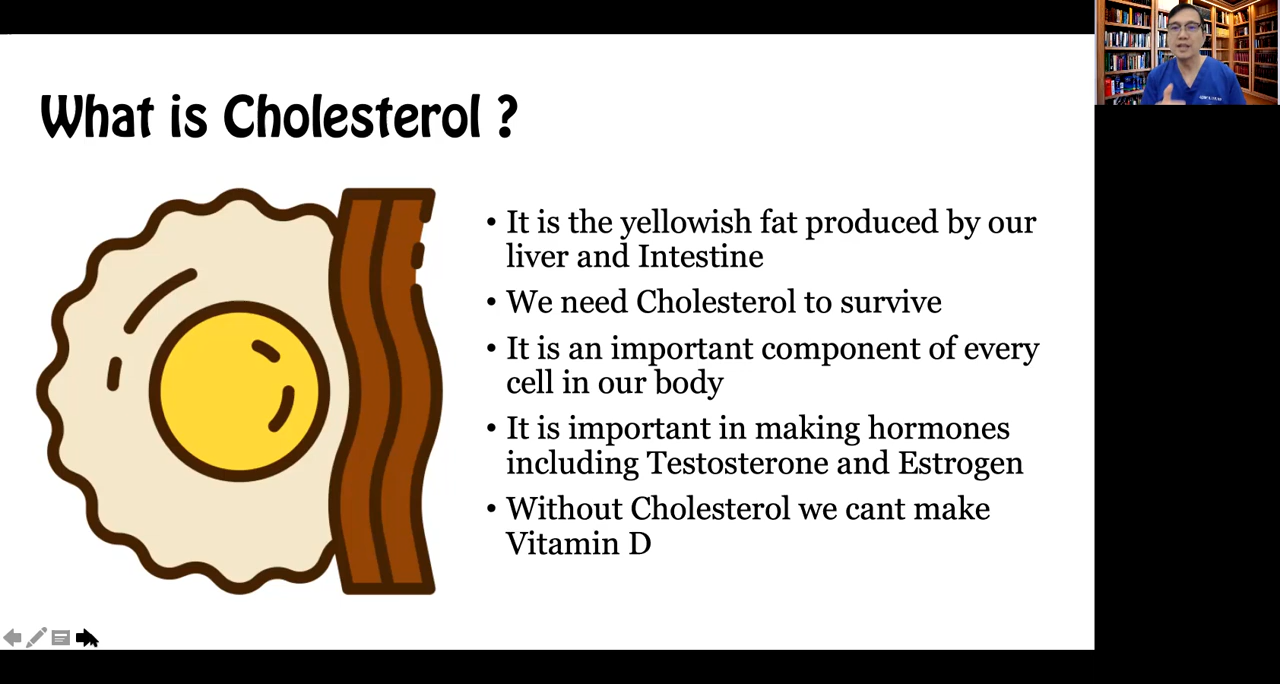 What is Cholesterol ?
• It is the yellowish fat produced by our
liver and Intestine
• We need Cholesterol to survive
• It is an important component of every
cell in our body
• It is important in making hormones
including Testosterone and Estrogen
• Without Cholesterol we cant make
Vitamin D